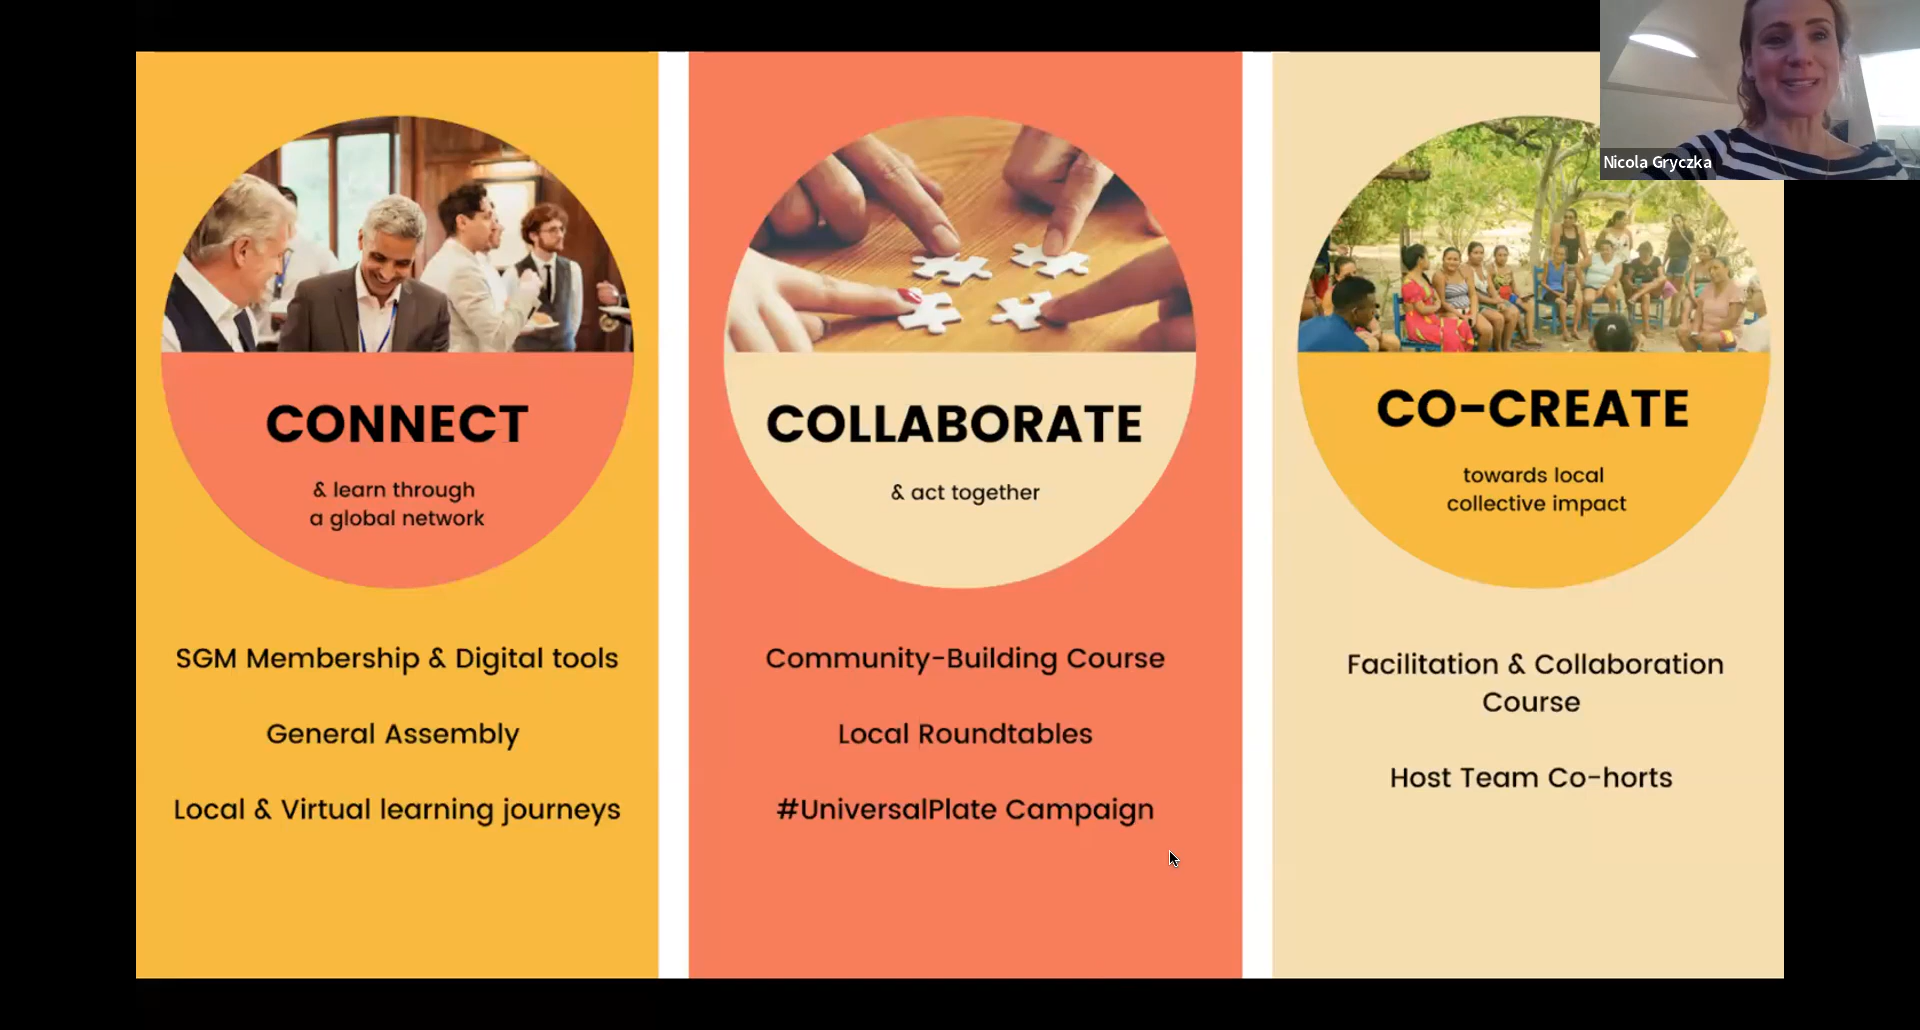 Nicola Gryczka
CONNECT
& learn through
a global network
SGM Membership & Digital tools
General Assembly
Local & Virtual learning journeys
COLLABORATE
& act together
Community-Building Course
Local Roundtables
#UniversalPlate Campaign
CO-CREATE
towards local
collective impact
Facilitation & Collaboration
Course
Host Team Co-horts